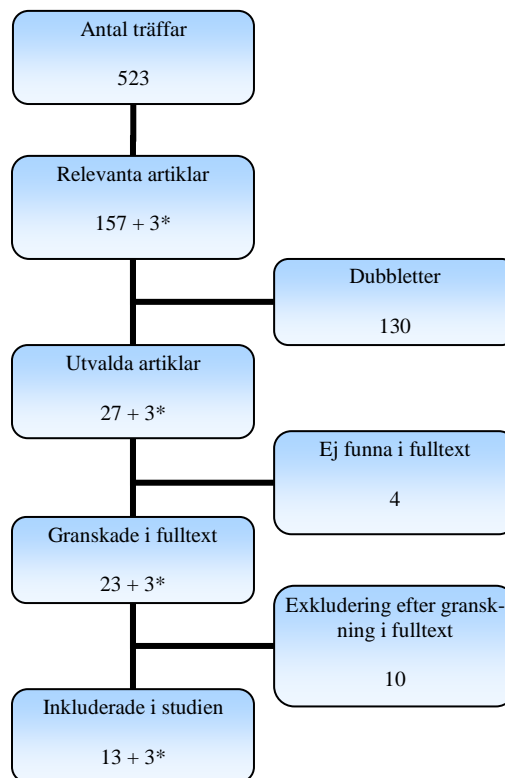 Antal träffar
523
Relevanta artiklar
157 + 3*
Dubbletter
130
Utvalda artiklar
27 + 3*
Ej funna i fulltext
4
Granskade i fulltext
23 + 3*
Exkludering efter gransk-
ning i fulltext
10
Inkluderade i studien
13 + 3*